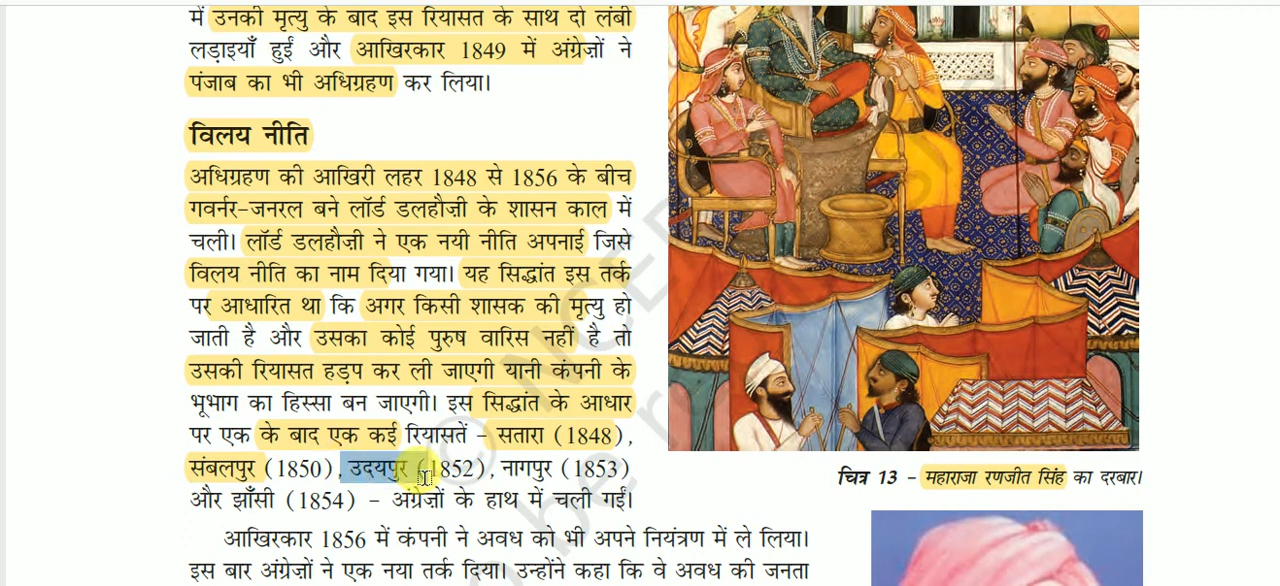 में उनकी मृत्यु के बाद इस रियासत के साथ दो लंबी
लड़ाइयाँ हुईं और आखिरकार 1849 में अंग्रेज़ों ने
पंजाब का भी अधिग्रहण कर लिया।
विलय नीति
अधिग्रहण की आखिरी लहर 1848 से 1856 के बीच
गवर्नर-जनरल बने लॉर्ड डलहौज़ी के शासन काल में
चली। लॉर्ड डलहौज़ी ने एक नयी नीति अपनाई जिसे
विलय नीति का नाम दिया गया। यह सिद्धांत इस तर्क
पर आधारित था कि अगर किसी शासक की मृत्यु हो
जाती है और उसका कोई पुरुष वारिस नहीं है तो
उसकी रियासत हड़प कर ली जाएगी यानी कंपनी के
भूभाग का हिस्सा बन जाएगी। इस सिद्धांत के आधार
पर एक के बाद एक कई रियासतें – सतारा (1848),
संबलपुर (1850), उदयपुर (1852), नागपुर (1853)
और झाँसी (1854) – अंग्रेज़ों के हाथ में चली गईं।
आखिरकार 1856 में कंपनी ने अवध को भी अपने नियंत्रण में ले लिया।
इस बार अंग्रेज़ों ने एक नया तर्क दिया। उन्होंने कहा कि वे अवध की जनता
चित्र 13 – महाराजा रणजीत सिंह का दरबार।
© NCE